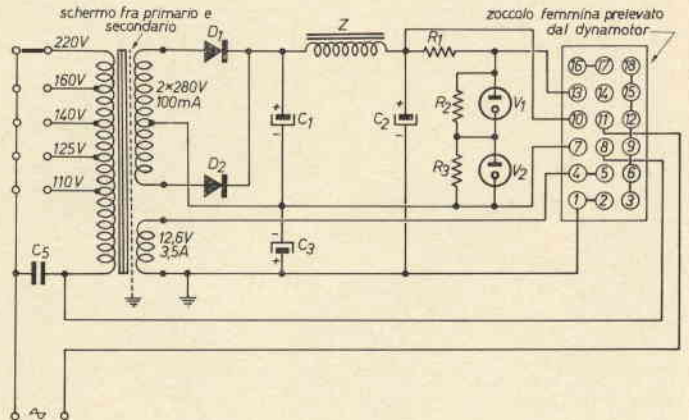 schermo fra primario e
secondario
zoccolo femmina prelevato
dal dynamotor
220V
160V
140V
125V
110V
2×280V
100mA
12,6V
3,5A
D1
D2
Z
C1
C2
C3
C5
R1
R2
R3
V1
V2
+
-
+
-
-
+
16 17 18
13 14 15
10 11 12
7 8 9
4 5 6
1 2 3